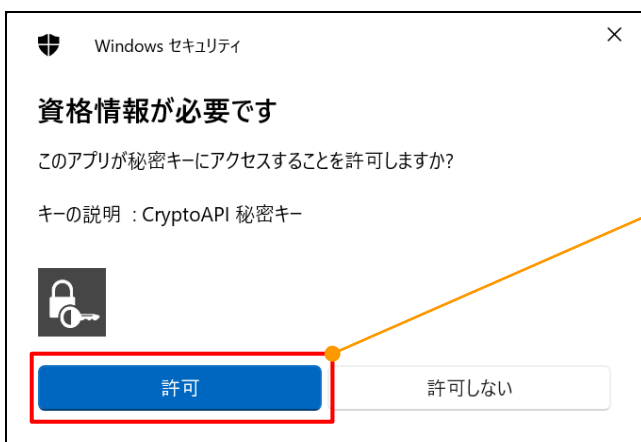 Windows セキュリティ
資格情報が必要です
このアプリが秘密キーにアクセスすることを許可しますか?
キーの説明 : CryptoAPI 秘密キー
許可
許可しない